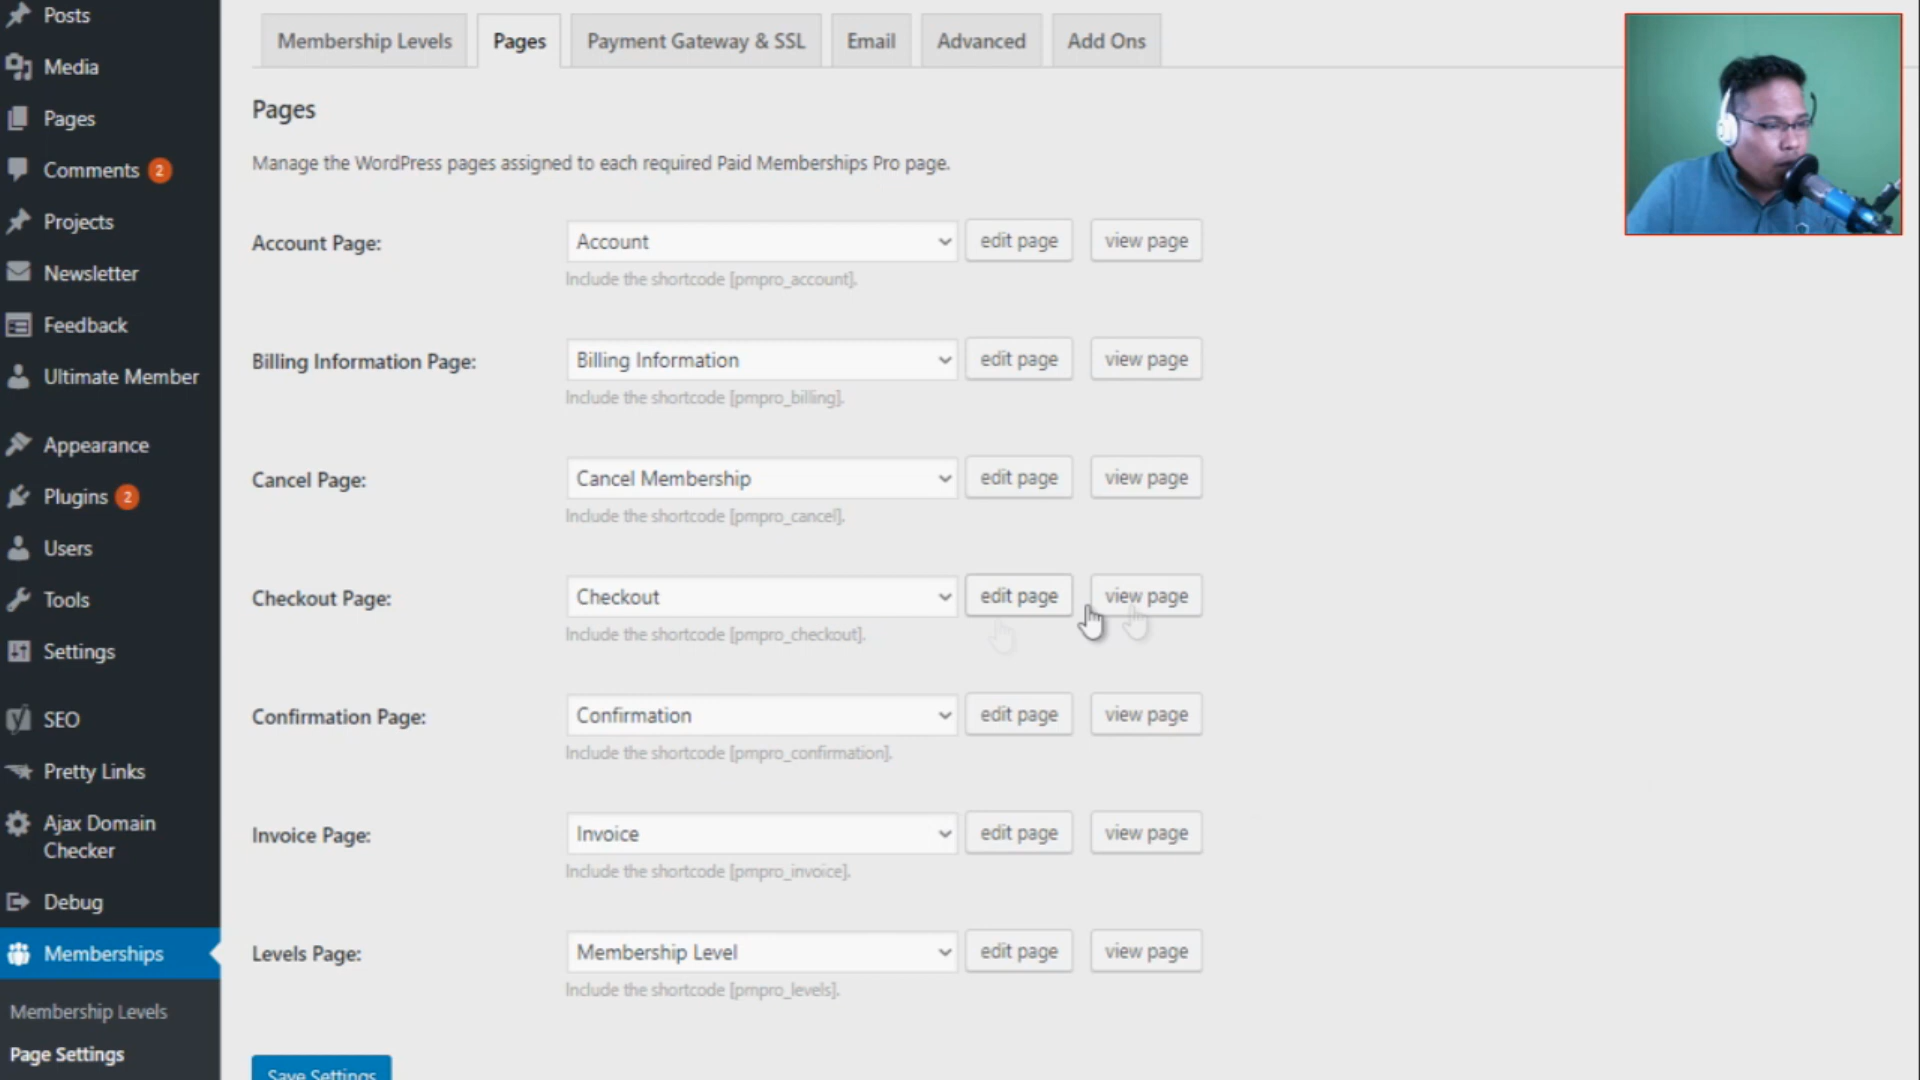 Posts
Media
Pages
Comments 2
Projects
Newsletter
Feedback
Ultimate Member
Appearance
Plugins 2
Users
Tools
Settings
SEO
Pretty Links
Ajax Domain
Checker
Debug
Memberships
Membership Levels
Page Settings
Membership Levels Pages Payment Gateway & SSL Email Advanced Add Ons
Pages
Manage the WordPress pages assigned to each required Paid Memberships Pro page.
Account Page: Account edit page view page
Include the shortcode [pmpro_account].
Billing Information Page: Billing Information edit page view page
Include the shortcode [pmpro_billing].
Cancel Page: Cancel Membership edit page view page
Include the shortcode [pmpro_cancel].
Checkout Page: Checkout edit page view page
Include the shortcode [pmpro_checkout].
Confirmation Page: Confirmation edit page view page
Include the shortcode [pmpro_confirmation].
Invoice Page: Invoice edit page view page
Include the shortcode [pmpro_invoice].
Levels Page: Membership Level edit page view page
Include the shortcode [pmpro_levels].
Save Settings